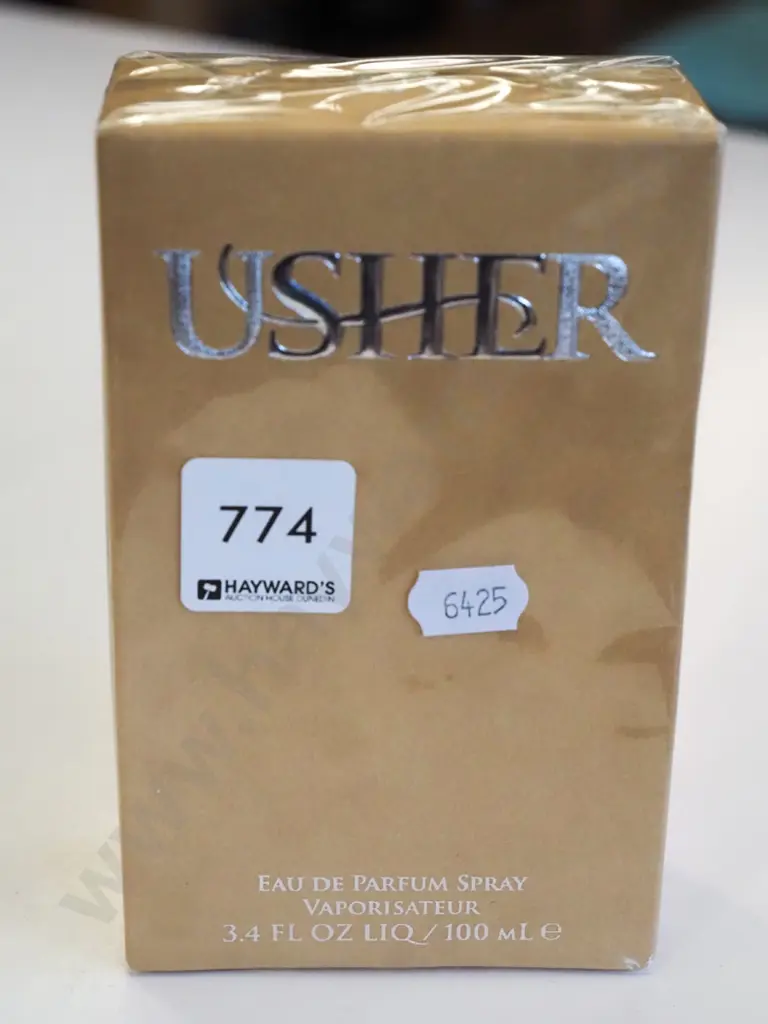 USHER
774
HAYWARD'S
AUCTION HOUSE DUNEDIN
6425
EAU DE PARFUM SPRAY
VAPORISATEUR
3.4 FL OZ LIQ / 100 mL ℮